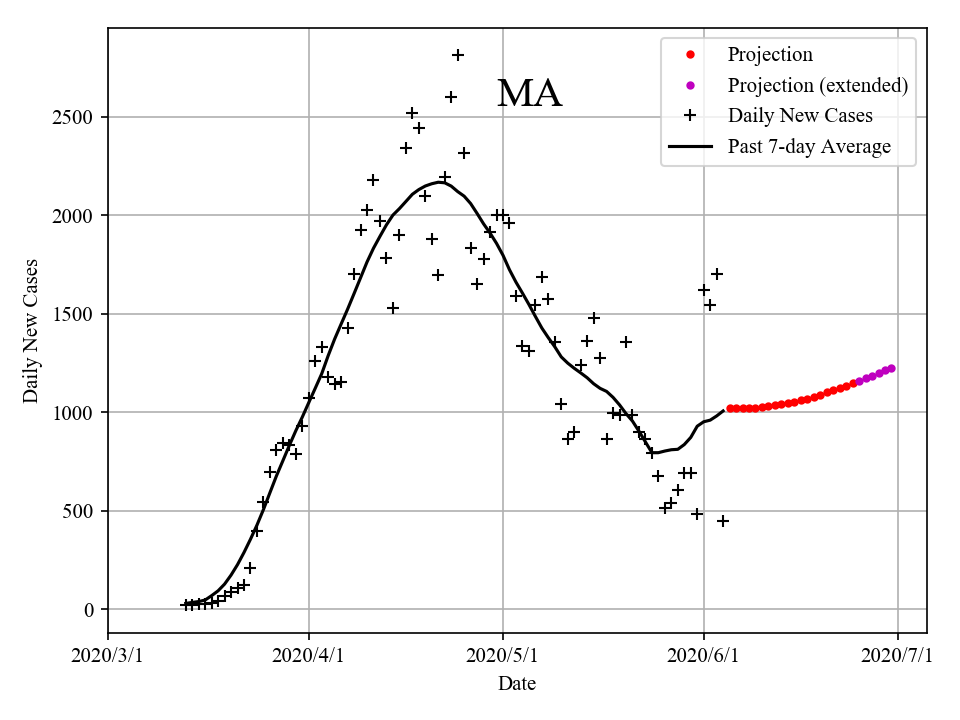 MA
Projection
Projection (extended)
Daily New Cases
Past 7-day Average
Daily New Cases
2500
2000
1500
1000
500
0
2020/3/1
2020/4/1
2020/5/1
2020/6/1
2020/7/1
Date